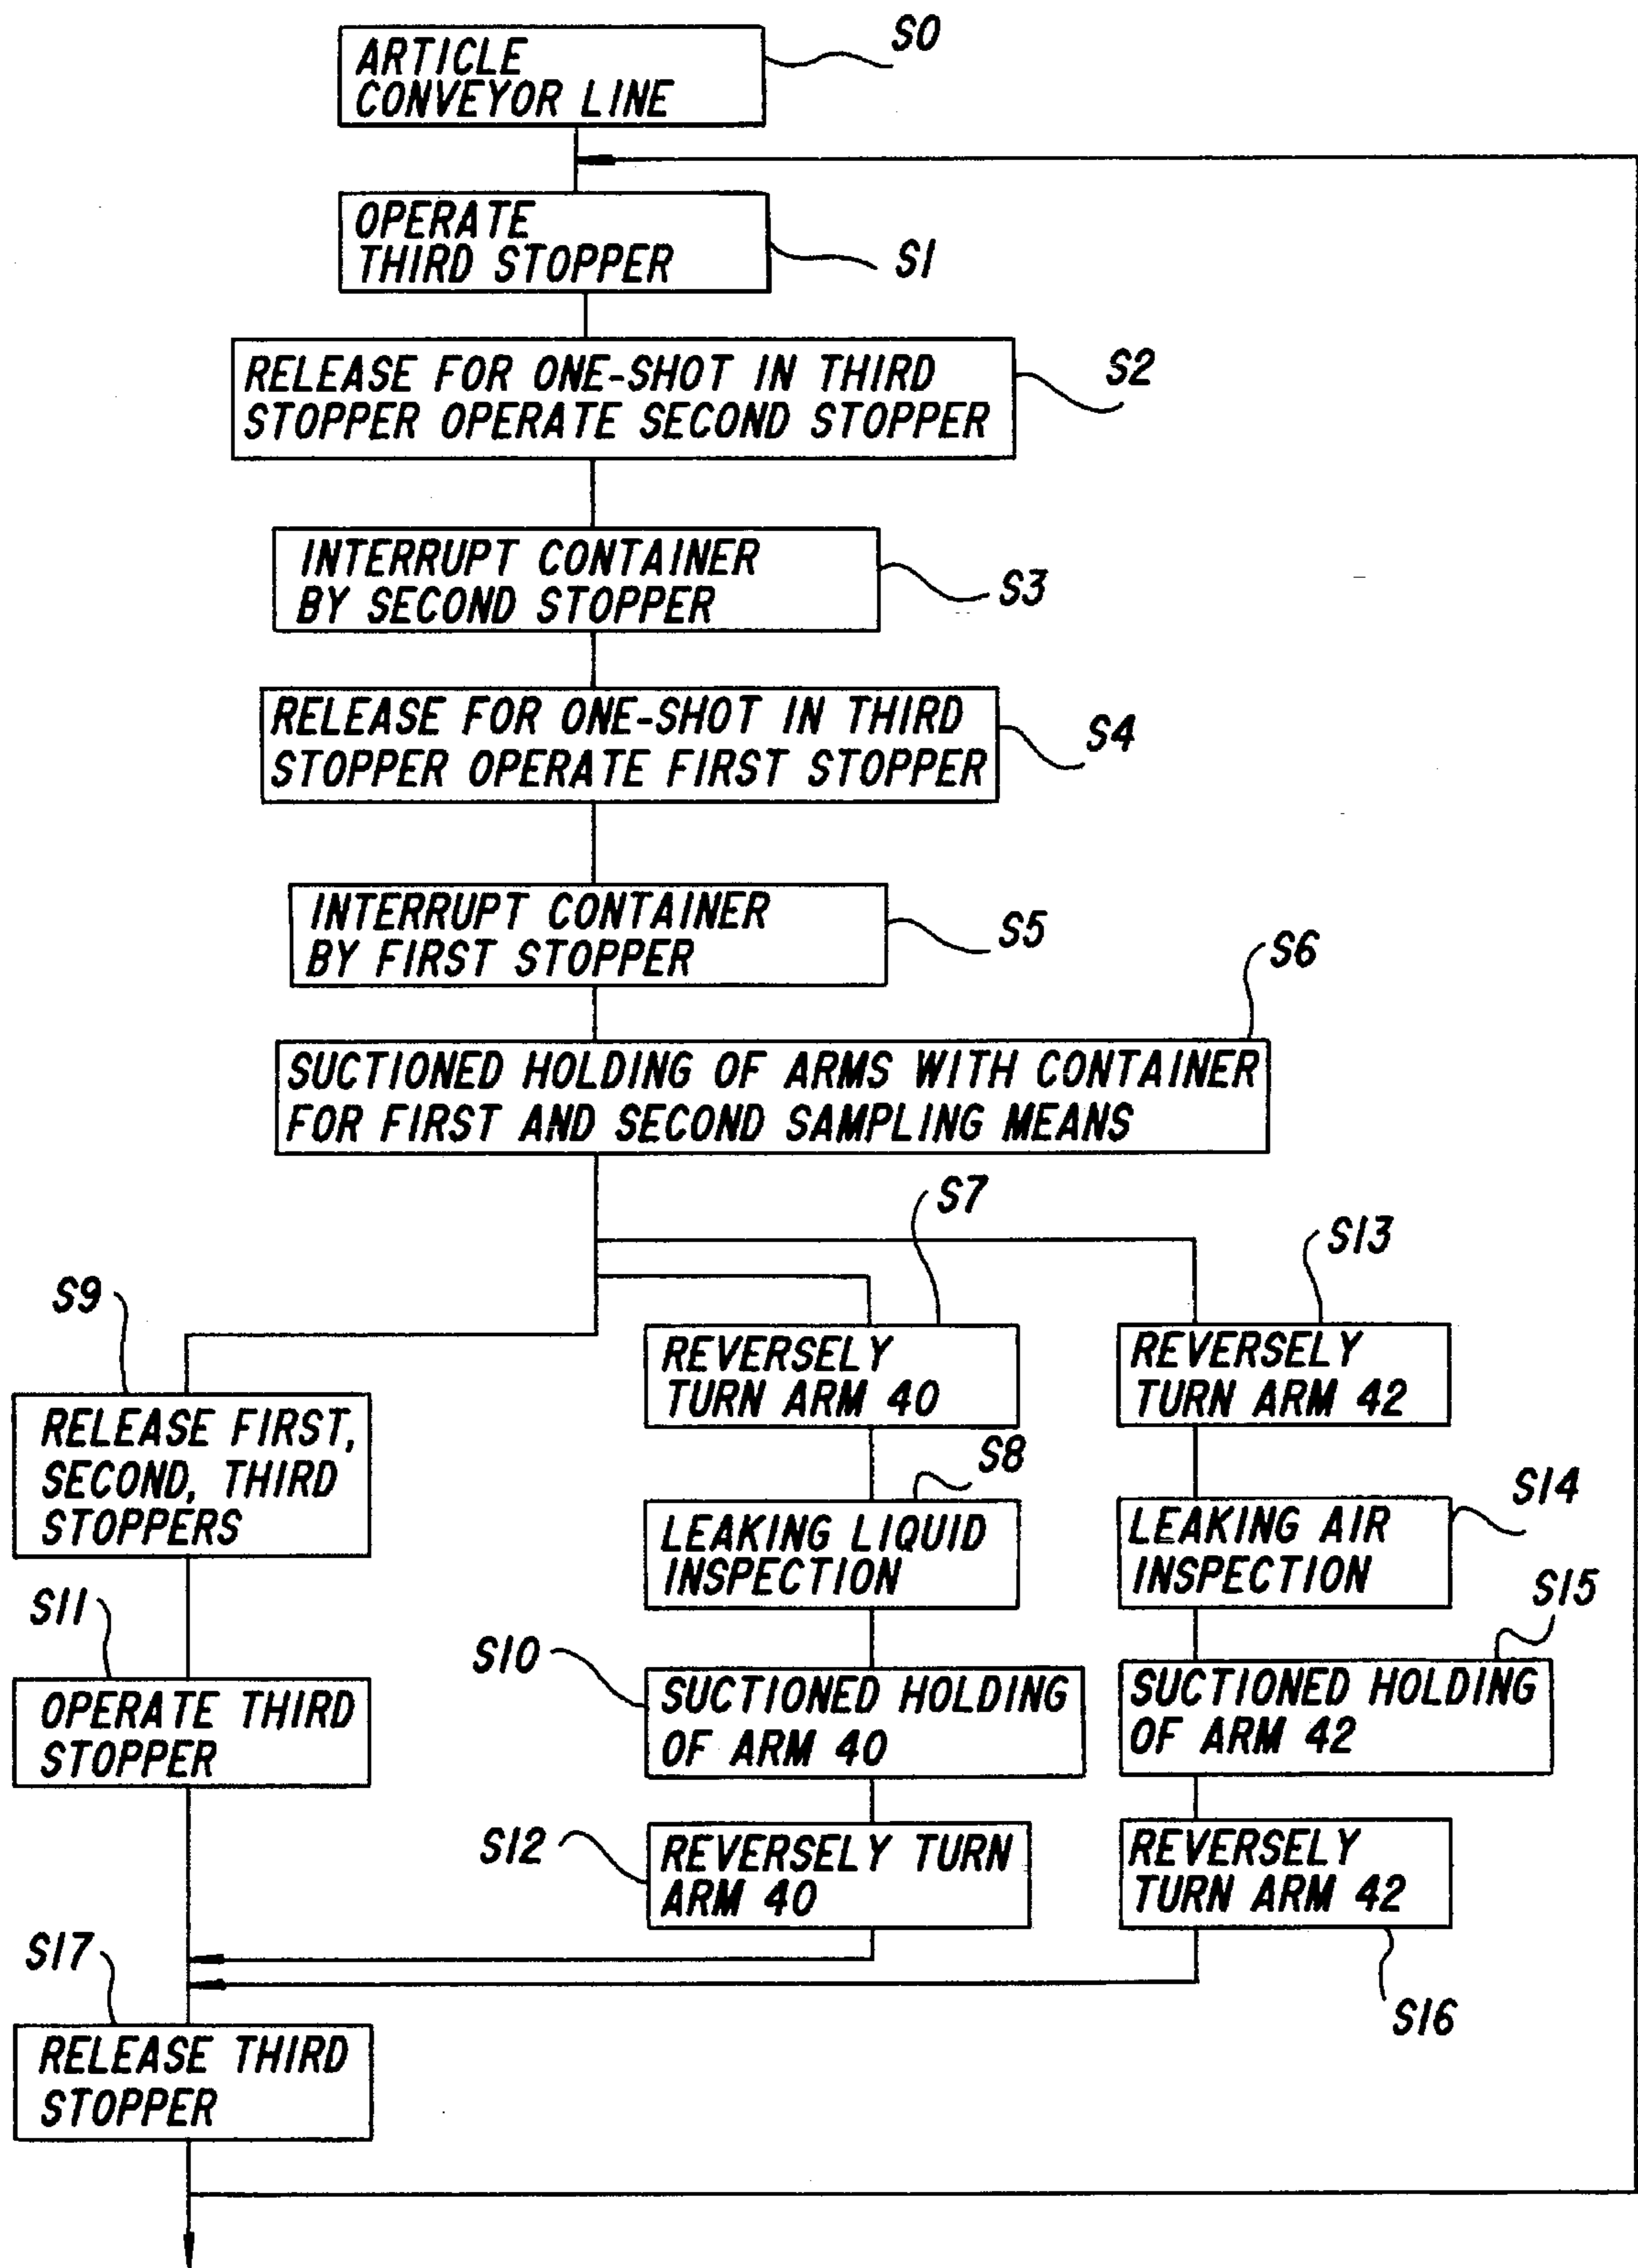 ARTICLE
CONVEYOR LINE
S0
OPERATE
THIRD STOPPER
S1
RELEASE FOR ONE-SHOT IN THIRD
STOPPER OPERATE SECOND STOPPER
S2
INTERRUPT CONTAINER
BY SECOND STOPPER
S3
RELEASE FOR ONE-SHOT IN THIRD
STOPPER OPERATE FIRST STOPPER
S4
INTERRUPT CONTAINER
BY FIRST STOPPER
S5
S6
SUCTIONED HOLDING OF ARMS WITH CONTAINER
FOR FIRST AND SECOND SAMPLING MEANS
S9
RELEASE FIRST,
SECOND, THIRD
STOPPERS
S11
OPERATE THIRD
STOPPER
S7
REVERSELY
TURN ARM 40
S8
LEAKING LIQUID
INSPECTION
S10
SUCTIONED HOLDING
OF ARM 40
S12
REVERSELY TURN
ARM 40
S13
REVERSELY
TURN ARM 42
S14
LEAKING AIR
INSPECTION
S15
SUCTIONED HOLDING
OF ARM 42
REVERSELY
TURN ARM 42
S16
S17
RELEASE THIRD
STOPPER